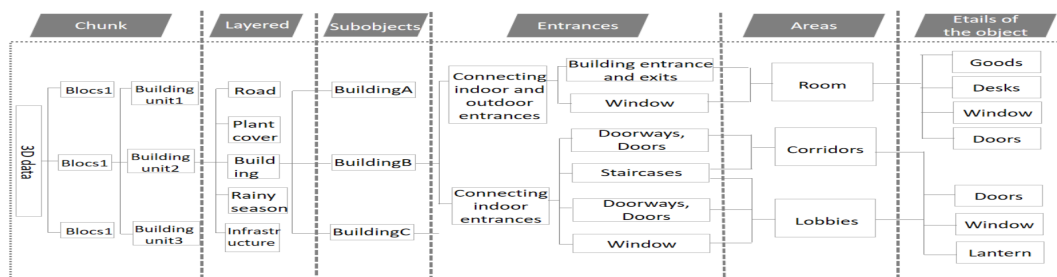 Chunk
Layered
Subobjects
Entrances
Areas
Etails of
the object
3D data
Blocs1
Blocs1
Blocs1
Building
unit1
Building
unit2
Building
unit3
Road
Plant
cover
Build
ing
Rainy
season
Infrastr
ucture
BuildingA
BuildingB
BuildingC
Connecting
indoor and
outdoor
entrances
Connecting
indoor
entrances
Building entrance
and exits
Window
Doorways,
Doors
Staircases
Doorways,
Doors
Window
Room
Corridors
Lobbies
Goods
Desks
Window
Doors
Doors
Window
Lantern